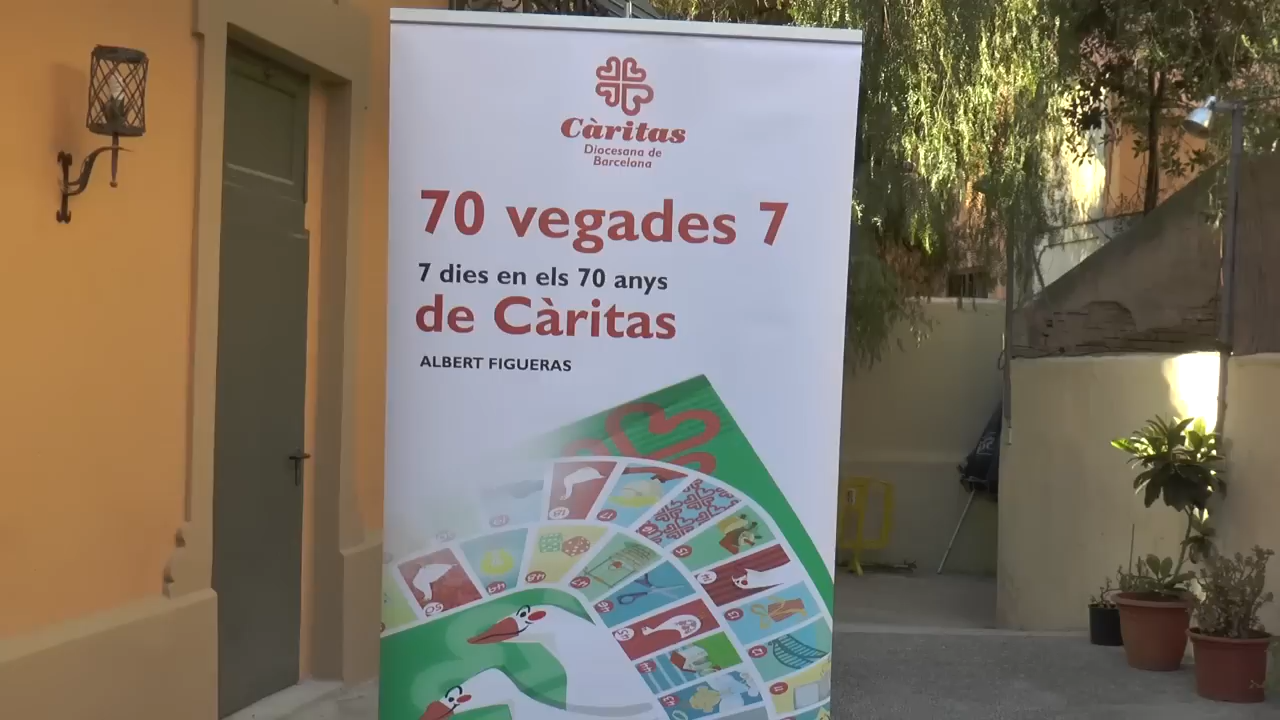 Càritas
Diocesana de
Barcelona
70 vegades 7
7 dies en els 70 anys
de Càritas
ALBERT FIGUERAS